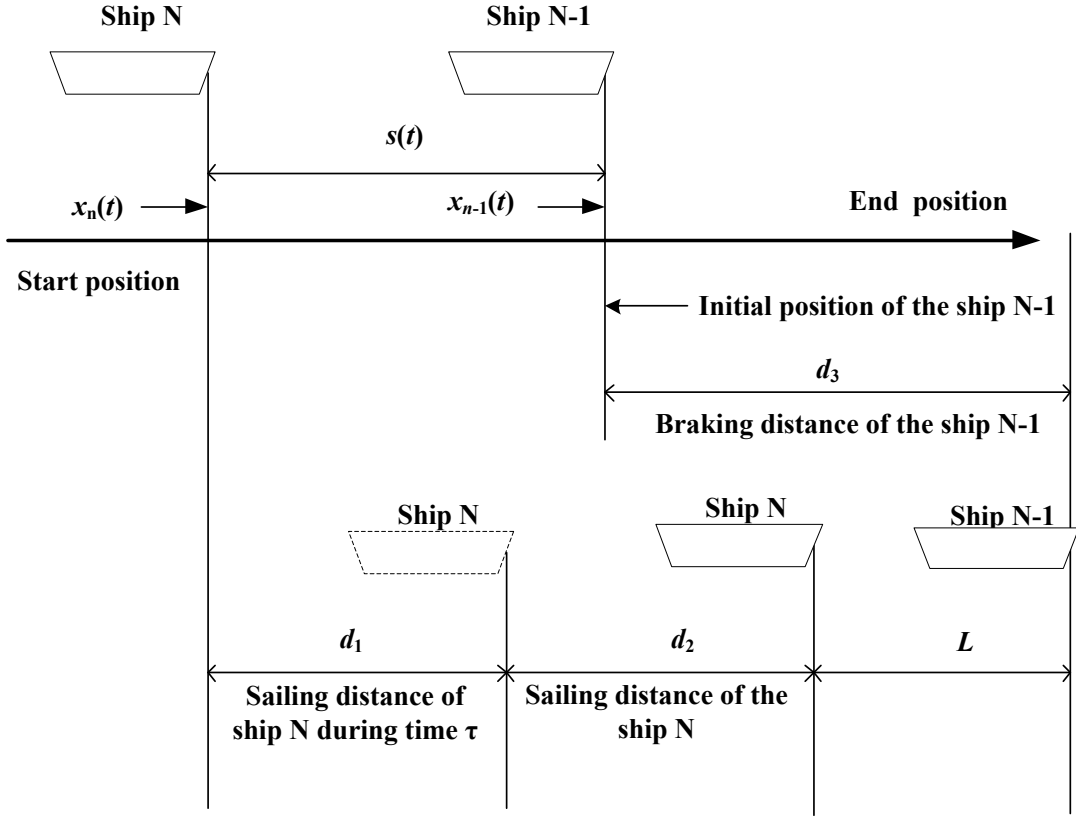 Ship N
Ship N-1
s(t)
xn(t)
xn-1(t)
End position
Start position
Initial position of the ship N-1
d3
Braking distance of the ship N-1
Ship N
Ship N
Ship N-1
d1
d2
L
Sailing distance of
ship N during time τ
Sailing distance of the
ship N